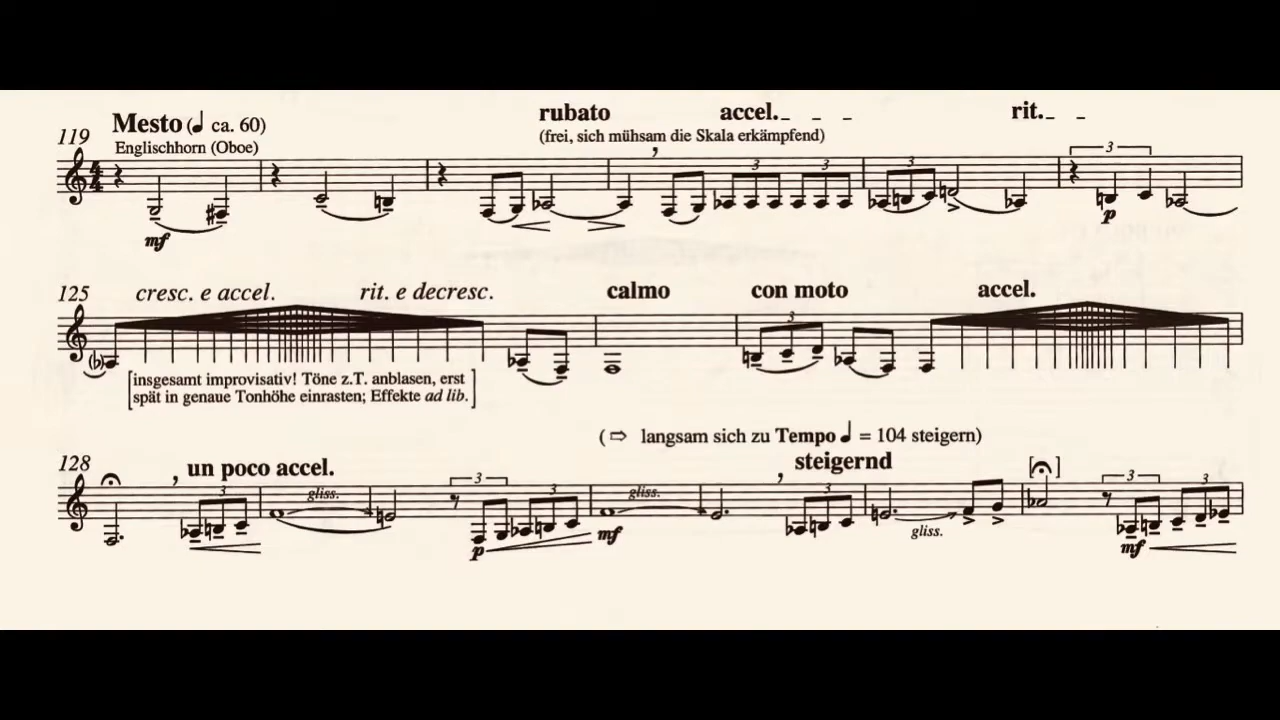 rubato accel. rit.
119 Mesto (♩ ca. 60) (frei, sich mühsam die Skala erkämpfend)
Englischhorn (Oboe)
3 3 3 3
mf p
125 cresc. e accel. rit. e decresc. calmo con moto accel.
3
(b)
[insgesamt improvisativ! Töne z.T. anblasen, erst
spät in genaue Tonhöhe einrasten; Effekte ad lib.]
(⇨ langsam sich zu Tempo ♩ = 104 steigern)
128 un poco accel. steigernd
3 gliss. 3 3 gliss. 3 gliss. 3 3
p mf mf